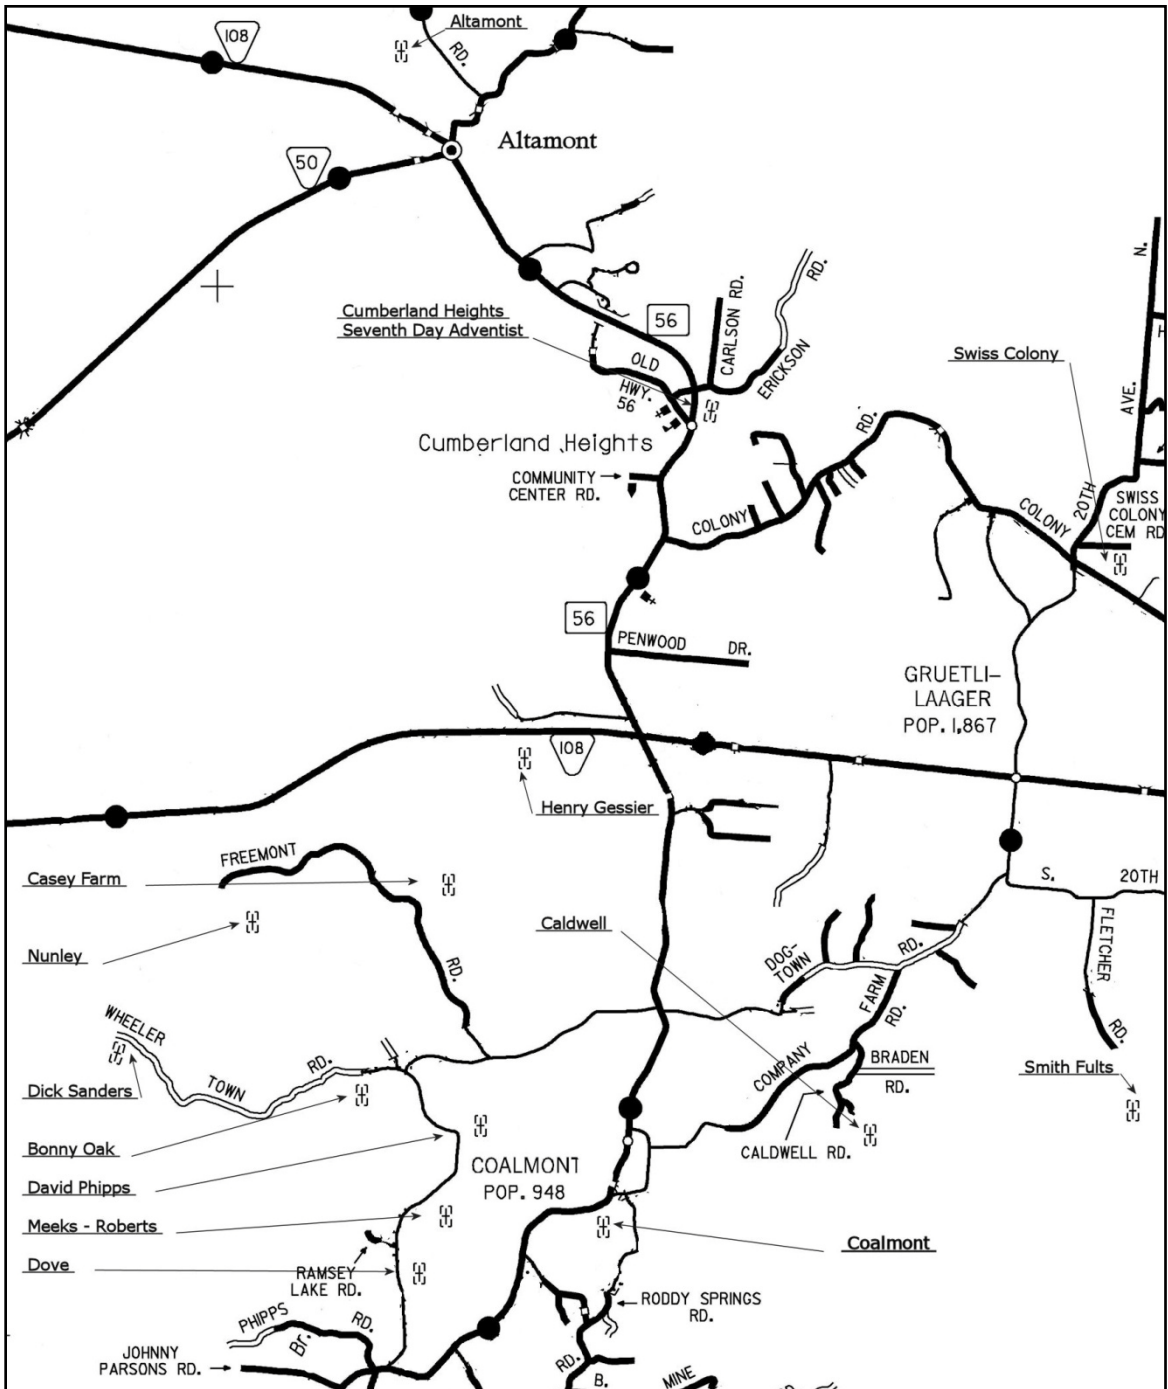 Altamont
108
RD.
Altamont
50
Cumberland Heights
Seventh Day Adventist
56
CARLSON RD.
RD.
ERICKSON
OLD
HWY.
56
N.
AVE.
Swiss Colony
Cumberland Heights
COMMUNITY
CENTER RD.
COLONY
RD.
COLONY
20TH
SWISS
COLONY
CEM RD
56
PENWOOD DR.
GRUETLI-
LAAGER
POP. 1,867
108
Henry Gessier
FREEMONT
RD.
Casey Farm
Nunley
Caldwell
S. 20TH
FLETCHER
RD.
DOG-
TOWN
RD.
FARM
RD.
COMPANY
BRADEN
RD.
CALDWELL RD.
Smith Fults
WHEELER
TOWN
RD.
Dick Sanders
Bonny Oak
David Phipps
Meeks - Roberts
Dove
COALMONT
POP. 948
Coalmont
RAMSEY
LAKE RD.
RODDY SPRINGS
RD.
PHIPPS
Br.
RD.
JOHNNY
PARSONS RD.
RD.
B.
MINE